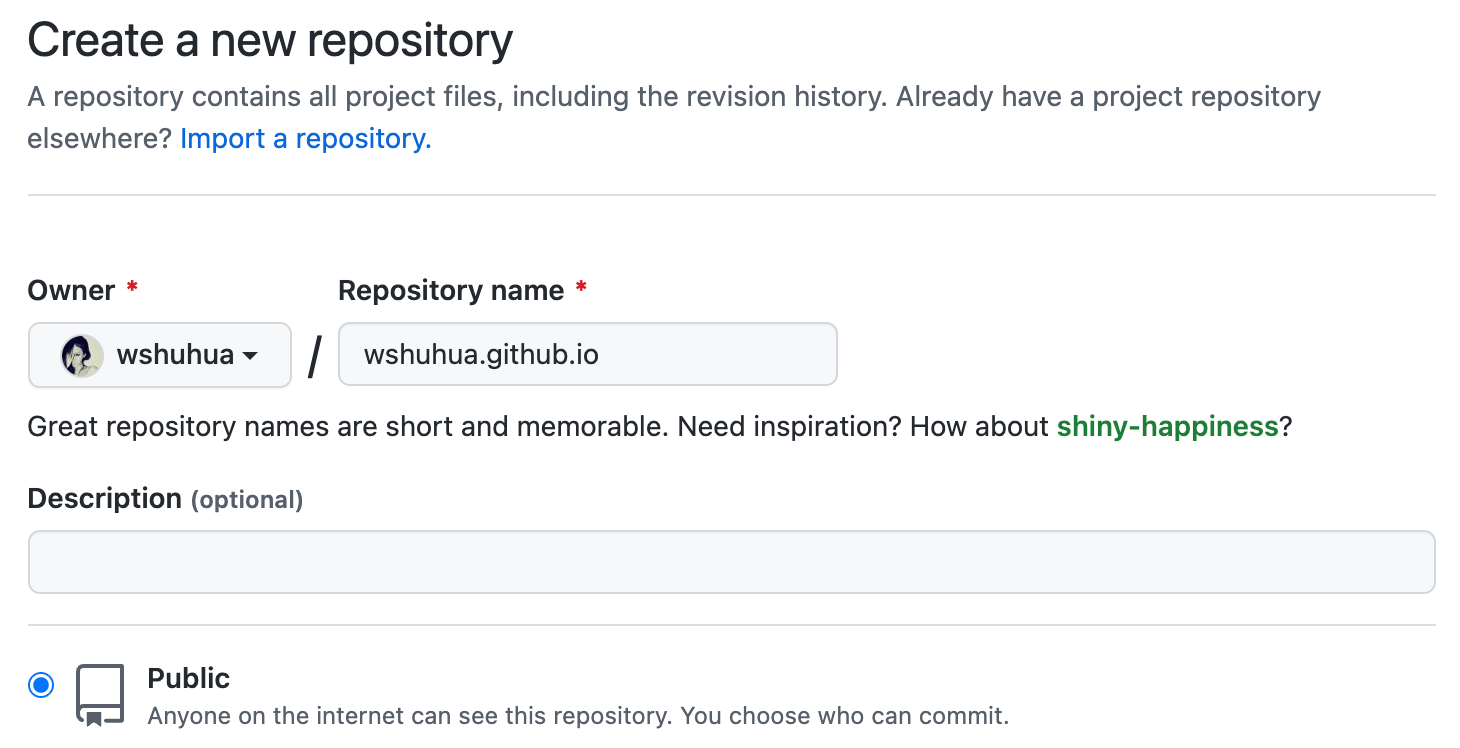 Create a new repository
A repository contains all project files, including the revision history. Already have a project repository
elsewhere? Import a repository.
Owner * Repository name *
wshuhua / wshuhua.github.io
Great repository names are short and memorable. Need inspiration? How about shiny-happiness?
Description (optional)
Public
Anyone on the internet can see this repository. You choose who can commit.